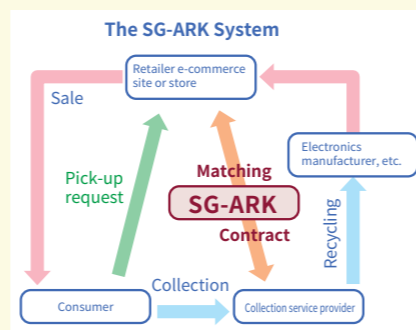 The SG-ARK System
Retailer e-commerce
site or store
Sale
Electronics
manufacturer, etc.
Matching
Pick-up
request
SG-ARK
Contract
Recycling
Collection
Consumer
Collection service provider